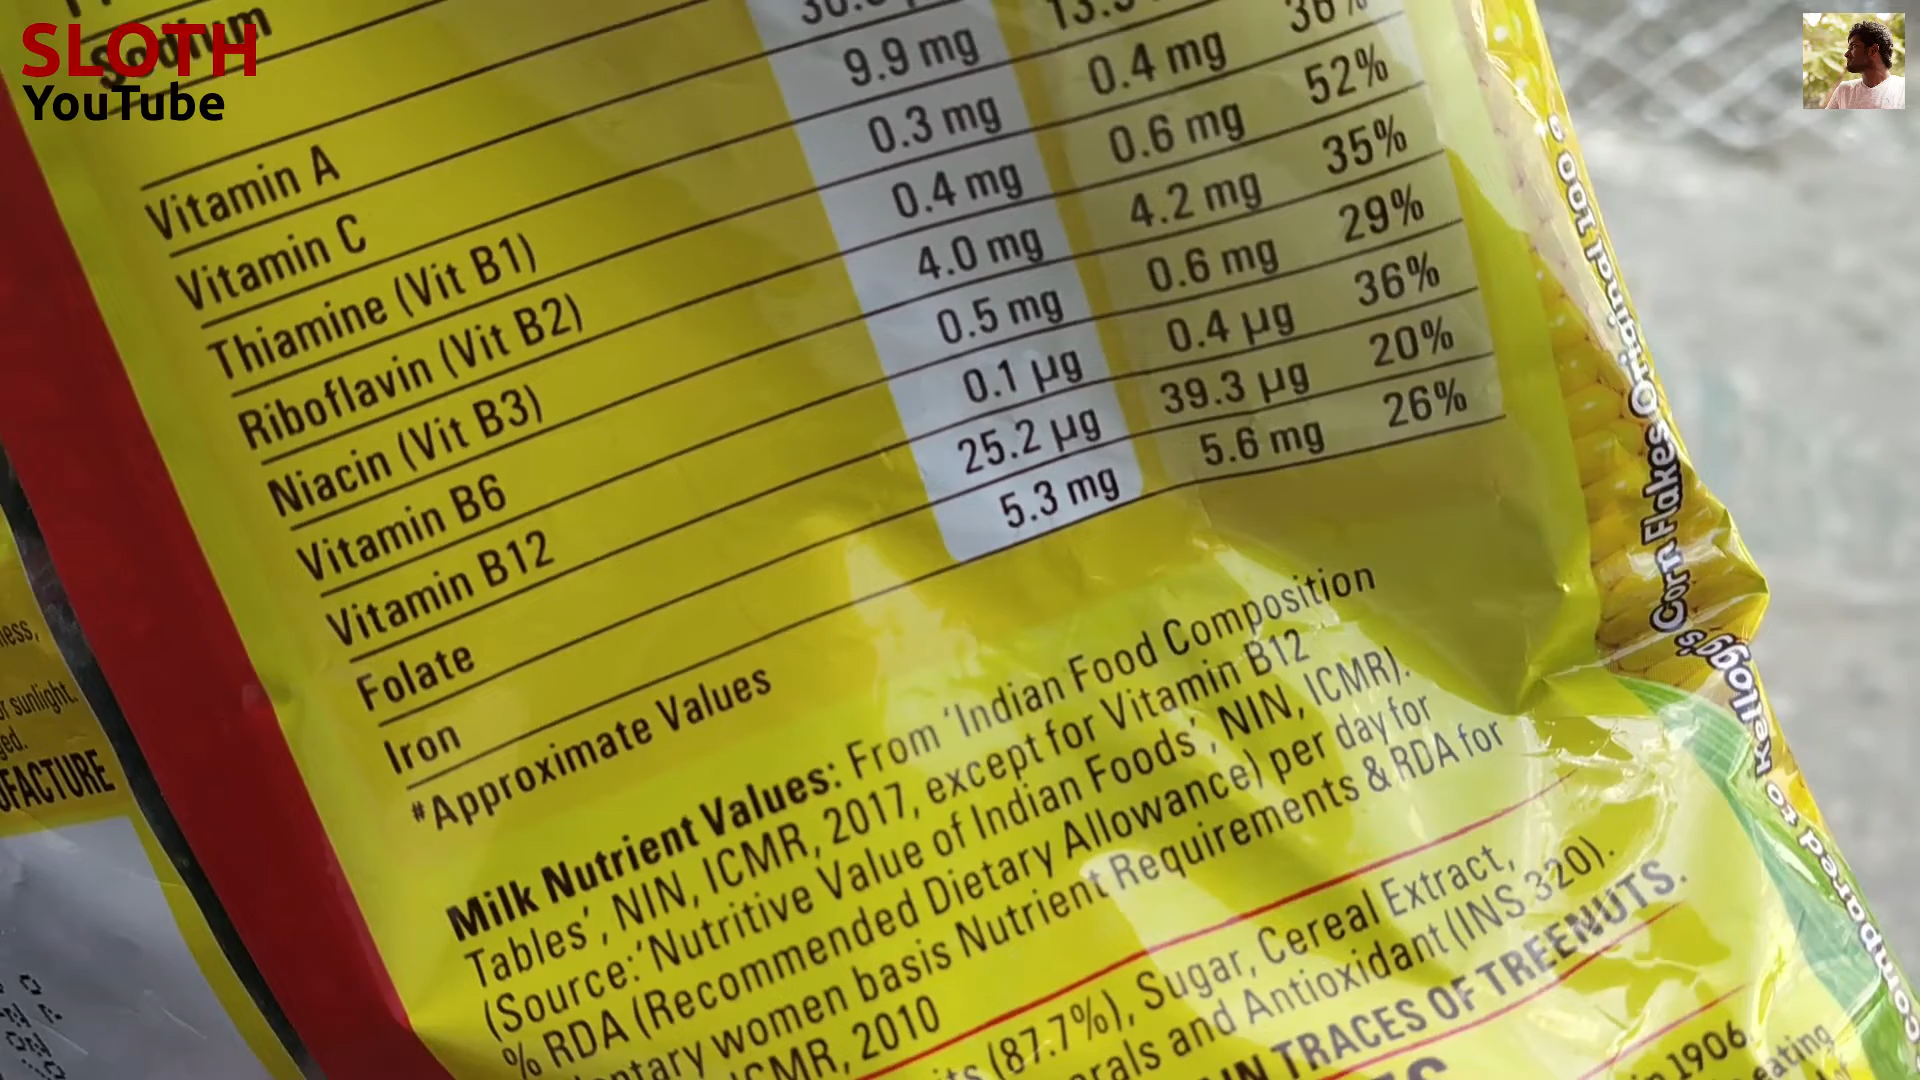 SLOTH
YouTube
Sodium
Vitamin A
Vitamin C 9.9 mg
Thiamine (Vit B1) 0.3 mg 0.4 mg
Riboflavin (Vit B2) 0.4 mg 0.6 mg 52%
Niacin (Vit B3) 4.0 mg 4.2 mg 35%
Vitamin B6 0.5 mg 0.6 mg 29%
Vitamin B12 0.1 µg 0.4 µg 36%
Folate 25.2 µg 39.3 µg 20%
Iron 5.3 mg 5.6 mg 26%
#Approximate Values
Milk Nutrient Values: From 'Indian Food Composition
Tables', NIN, ICMR, 2017, except for Vitamin B12
(Source:'Nutritive Value of Indian Foods', NIN, ICMR).
% RDA (Recommended Dietary Allowance) per day for
women basis Nutrient Requirements & RDA for
ICMR, 2010
(87.7%), Sugar, Cereal Extract,
and Antioxidant (INS 320).
TRACES OF TREENUTS.
1906
eating
sunlight.
compared to Kellogg's Corn Flakes Original 100 g